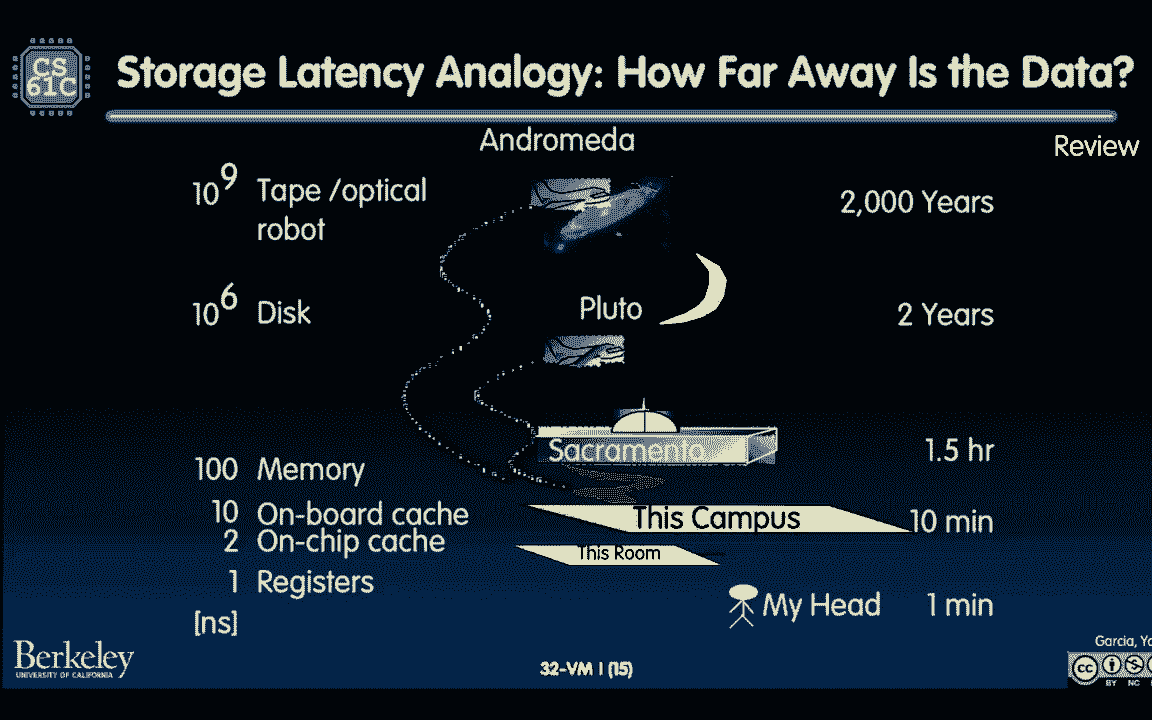 CS
61C
Storage Latency Analogy: How Far Away Is the Data?
Review
Andromeda
10^9 Tape /optical robot 2,000 Years
10^6 Disk Pluto 2 Years
Sacramento 1.5 hr
100 Memory
10 On-board cache This Campus 10 min
2 On-chip cache This Room
1 Registers
My Head 1 min
[ns]
Berkeley
UNIVERSITY OF CALIFORNIA
32-VM I (15)
Garcia,
cc
BY NC